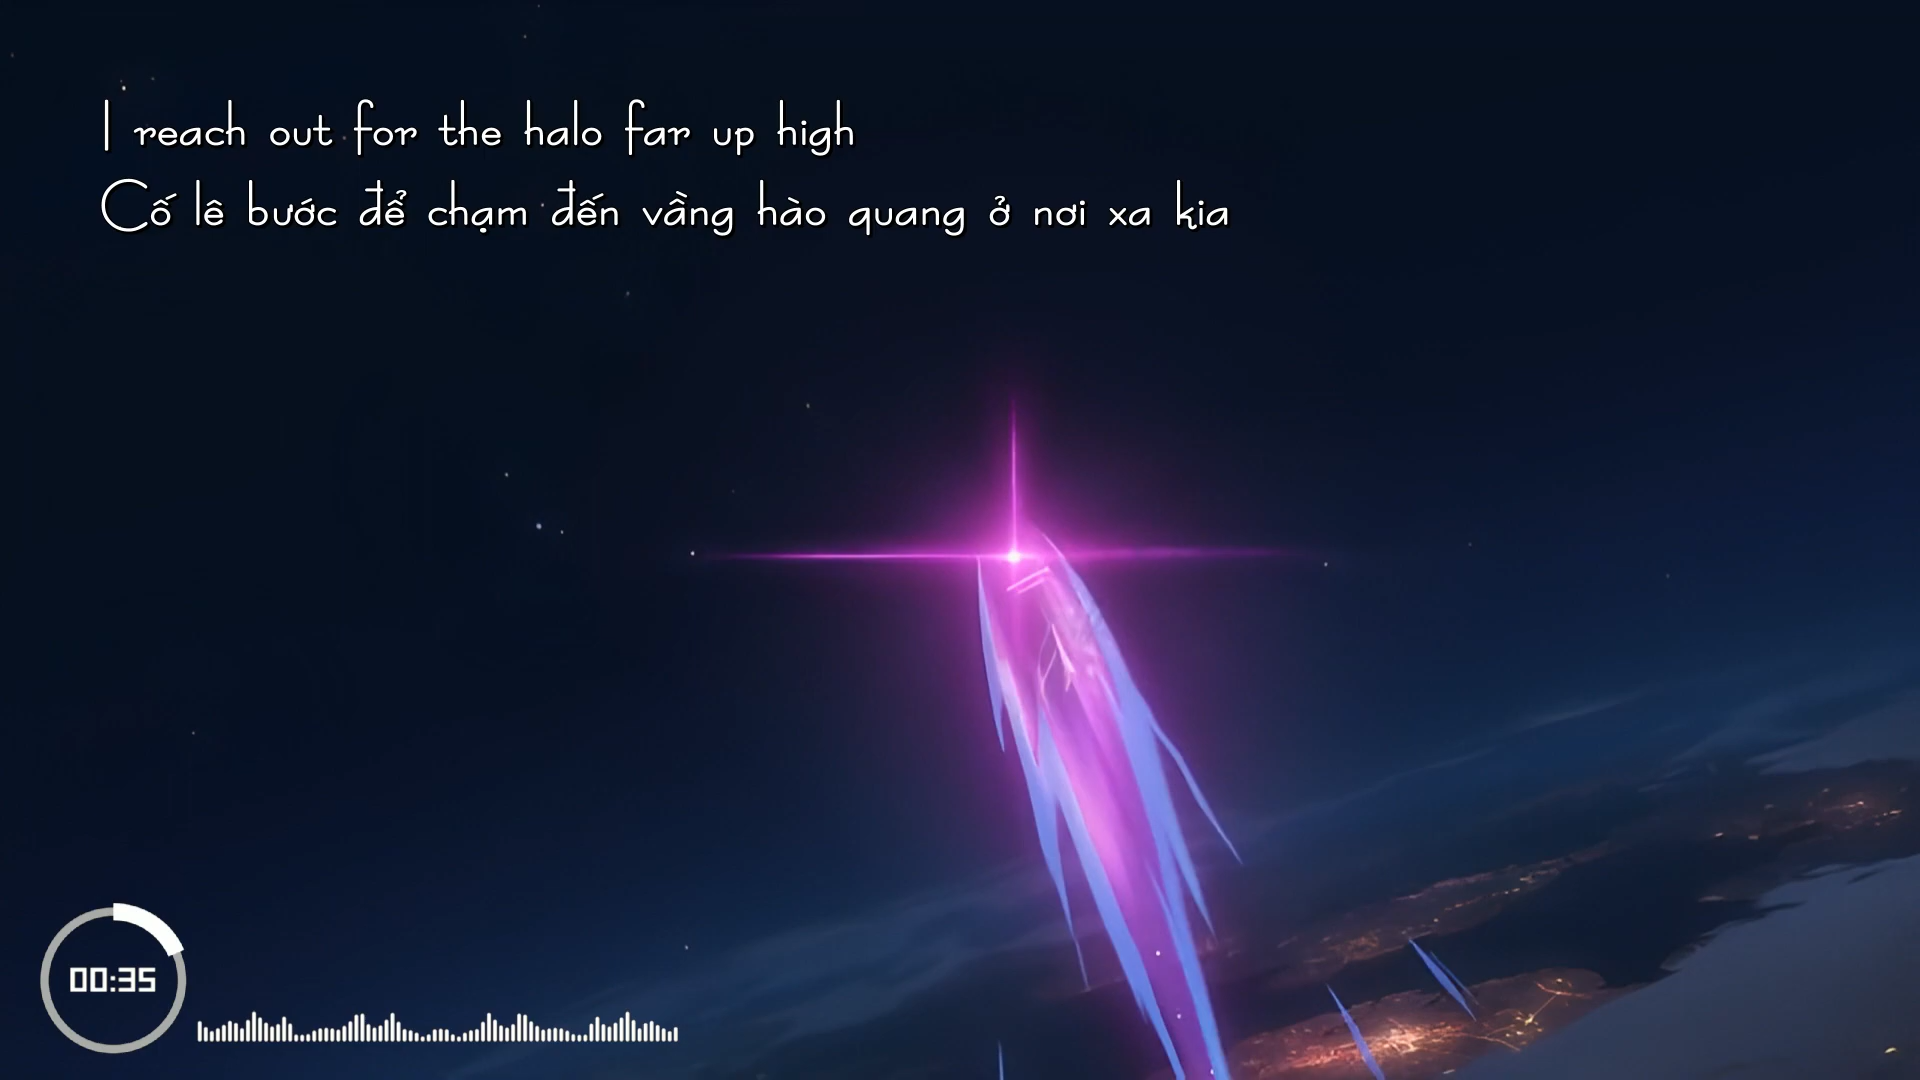 I reach out for the halo far up high
Cố lê bước để chạm đến vầng hào quang ở nơi xa kia
00:35